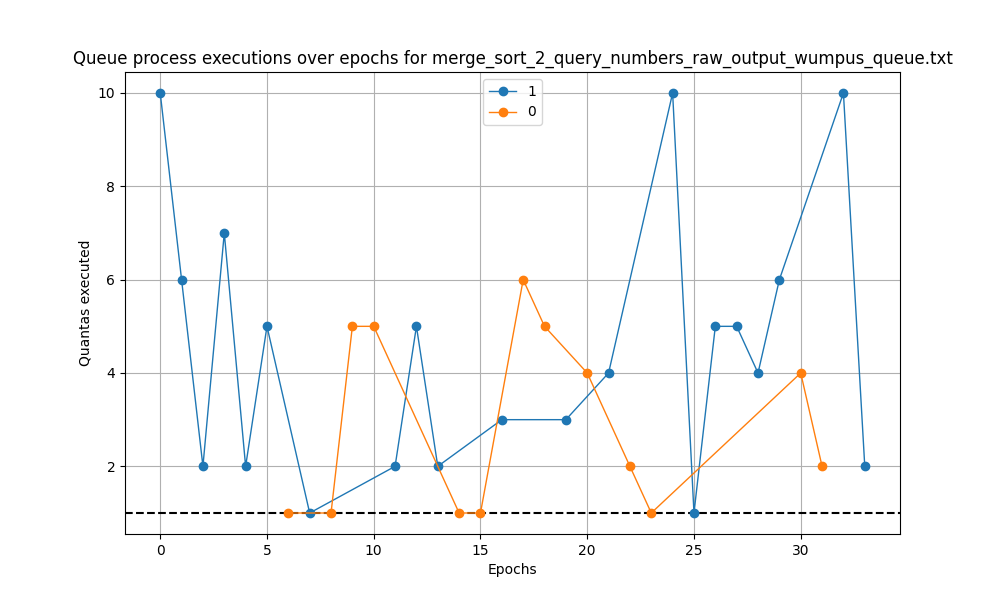 Queue process executions over epochs for merge_sort_2_query_numbers_raw_output_wumpus_queue.txt
1
0
Quantas executed
10
8
6
4
2
0 5 10 15 20 25 30
Epochs